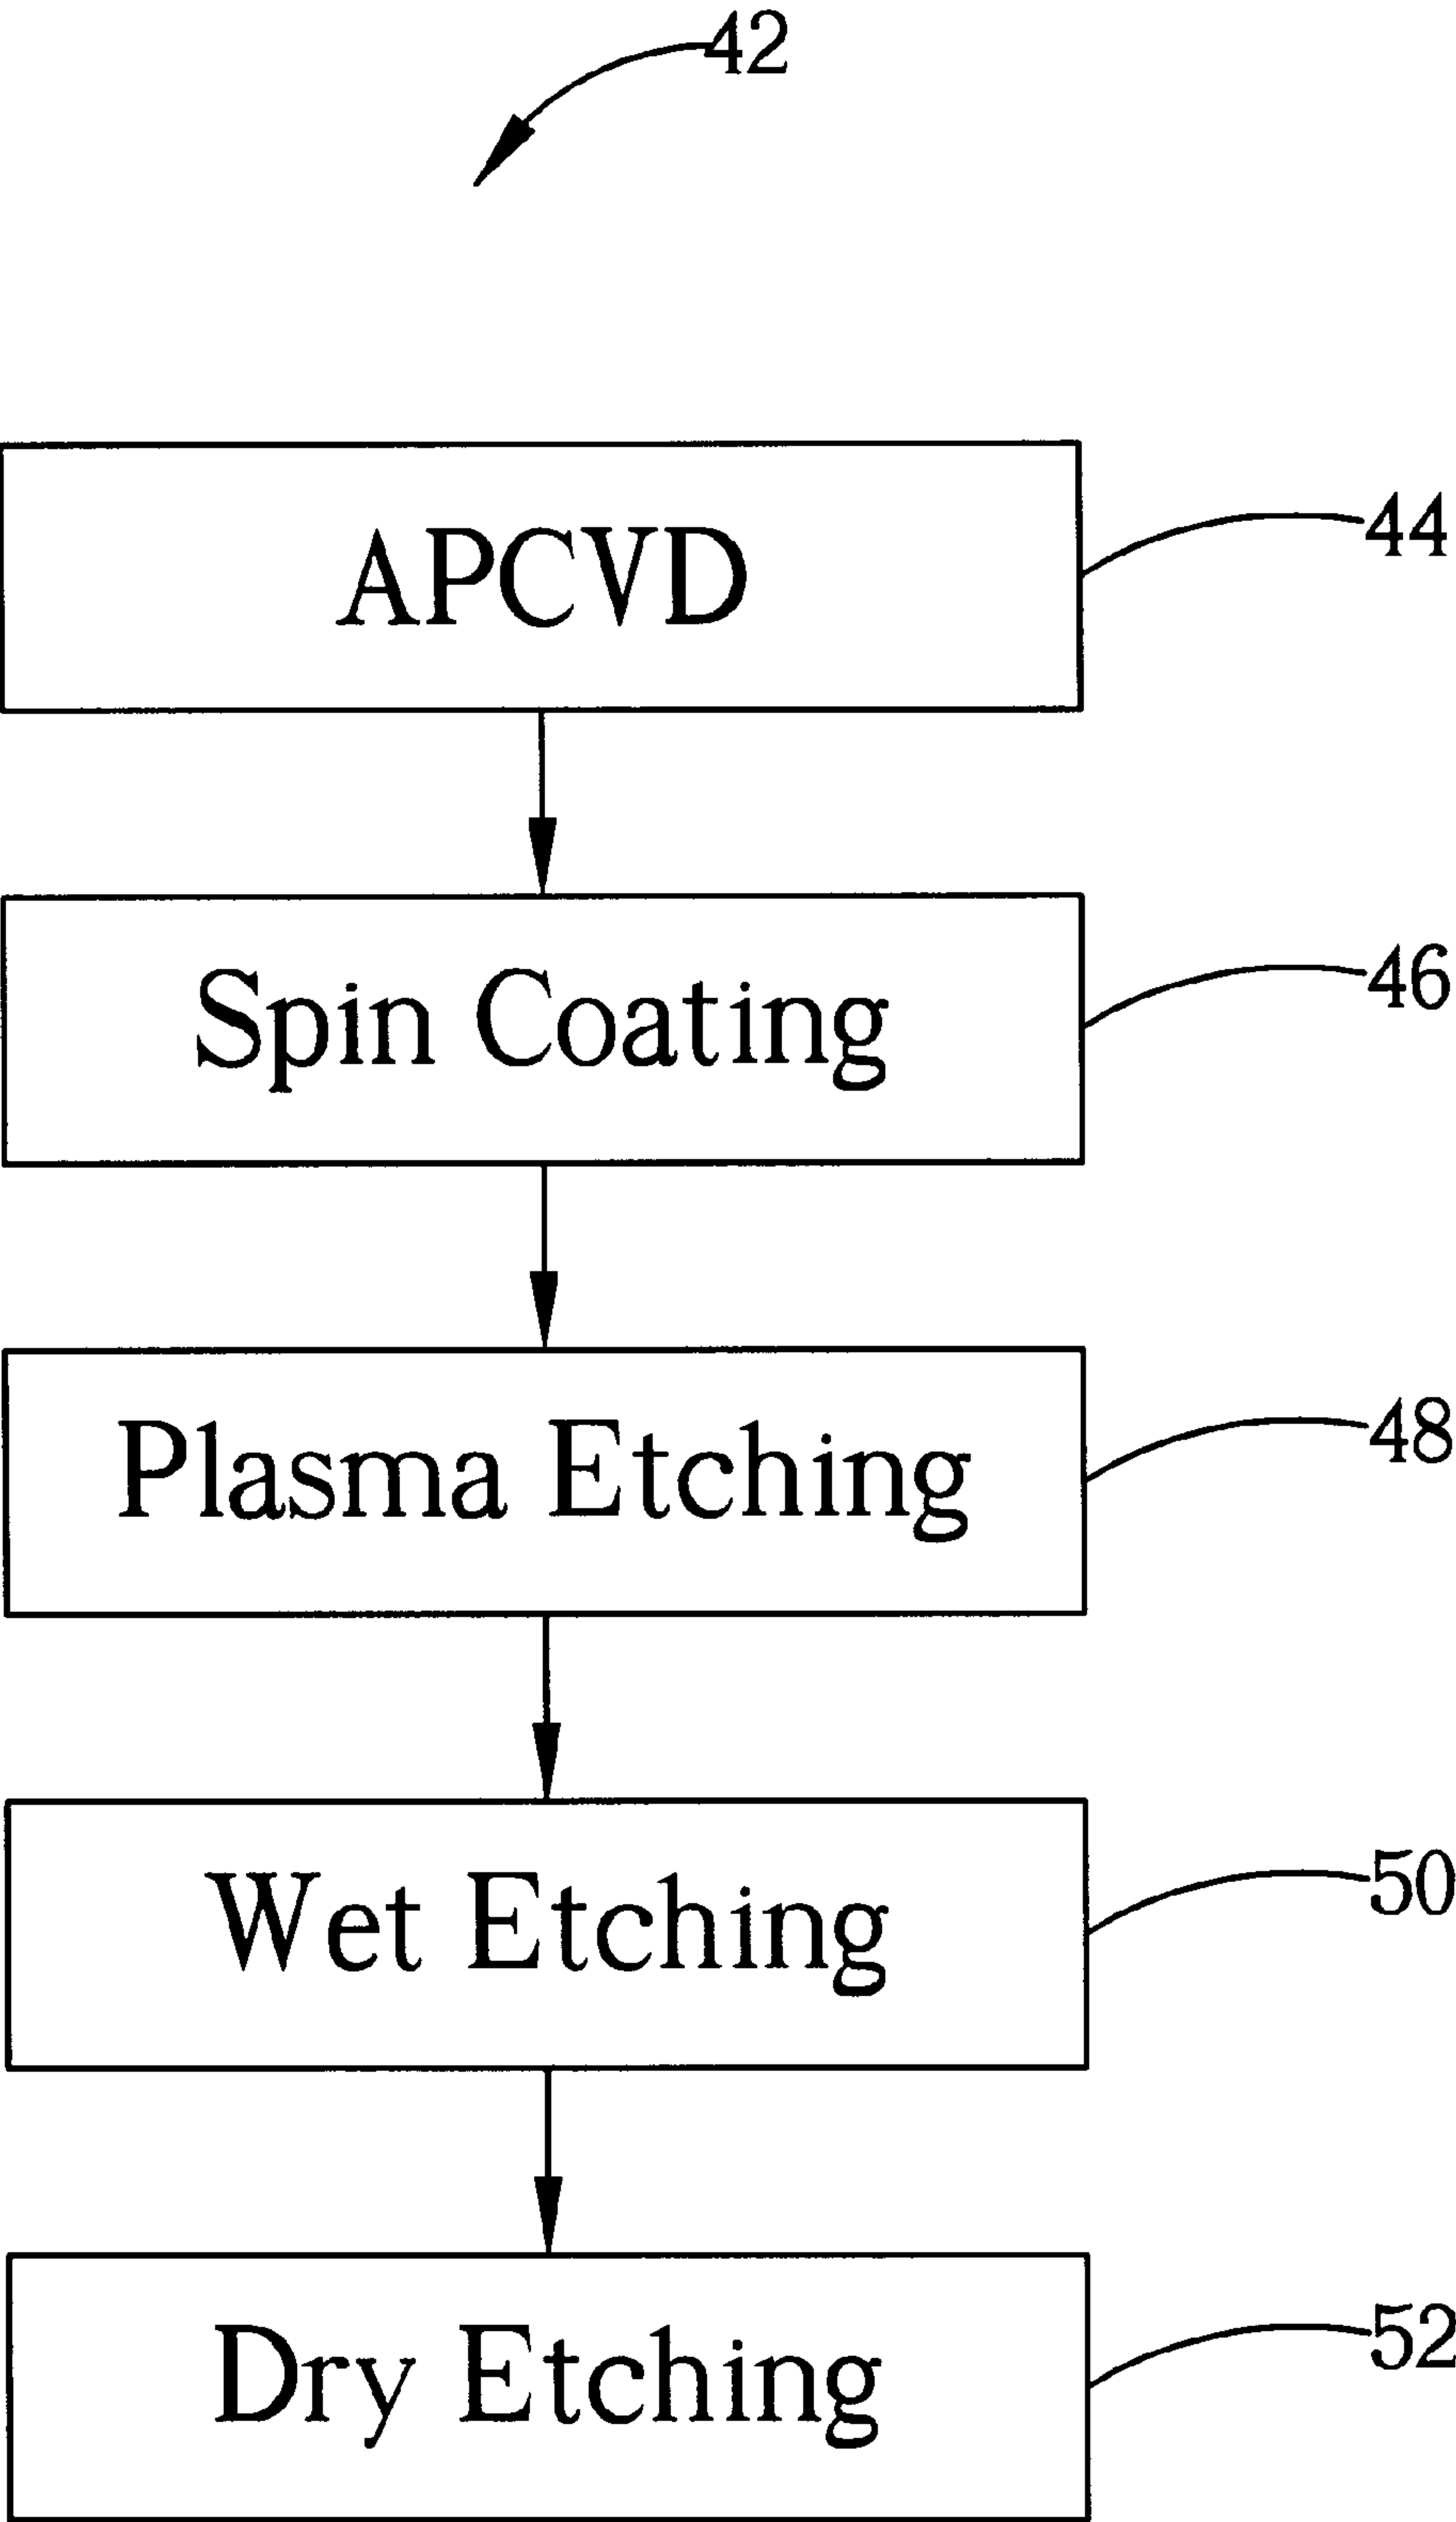 42
APCVD
44
Spin Coating
46
Plasma Etching
48
Wet Etching
50
Dry Etching
52